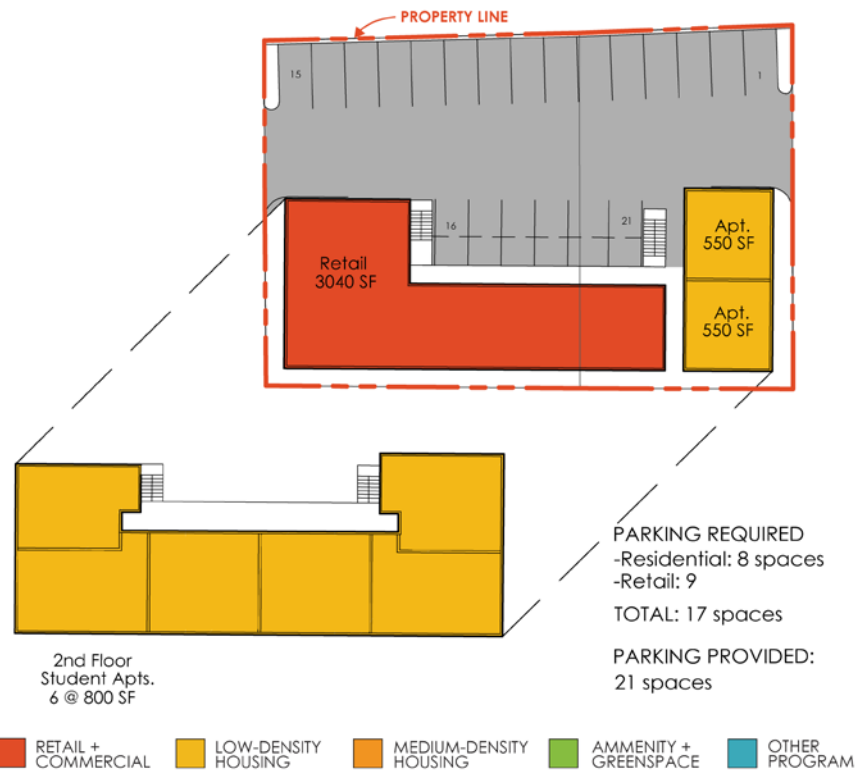 PROPERTY LINE
15
1
16
21
Retail
3040 SF
Apt.
550 SF
Apt.
550 SF
PARKING REQUIRED
-Residential: 8 spaces
-Retail: 9
TOTAL: 17 spaces
PARKING PROVIDED:
21 spaces
2nd Floor
Student Apts.
6 @ 800 SF
RETAIL +
COMMERCIAL
LOW-DENSITY
HOUSING
MEDIUM-DENSITY
HOUSING
AMMENITY +
GREENSPACE
OTHER
PROGRAM